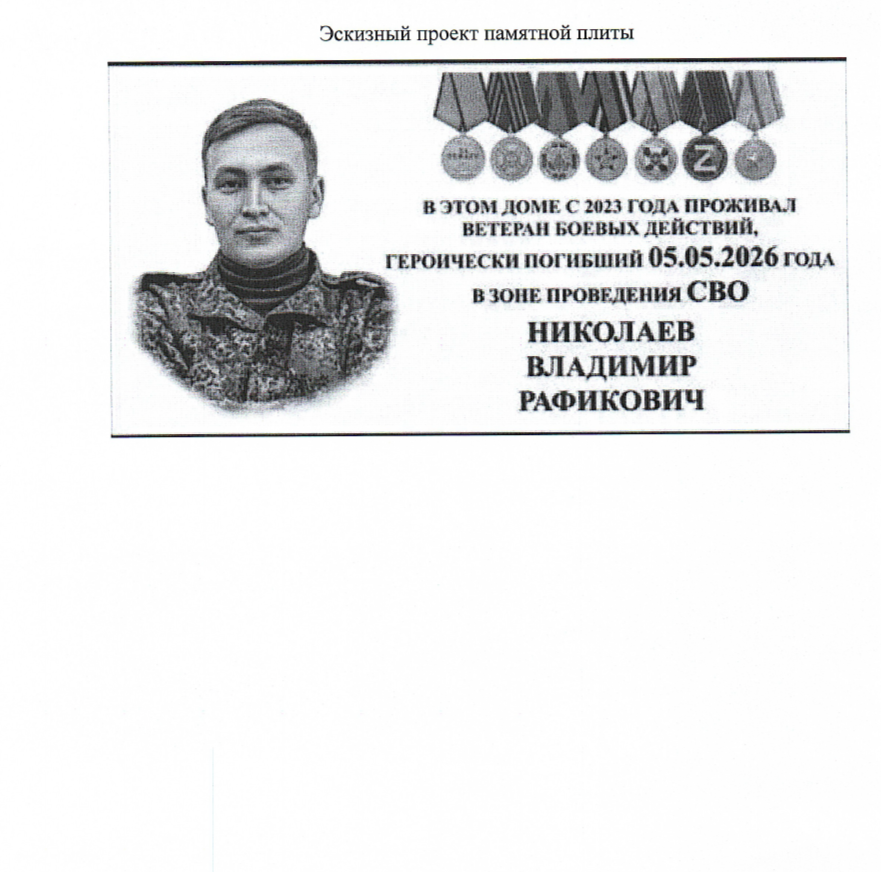 Эскизный проект памятной плиты
В ЭТОМ ДОМЕ С 2023 ГОДА ПРОЖИВАЛ
ВЕТЕРАН БОЕВЫХ ДЕЙСТВИЙ,
ГЕРОИЧЕСКИ ПОГИБШИЙ 05.05.2026 ГОДА
В ЗОНЕ ПРОВЕДЕНИЯ СВО
НИКОЛАЕВ
ВЛАДИМИР
РАФИКОВИЧ